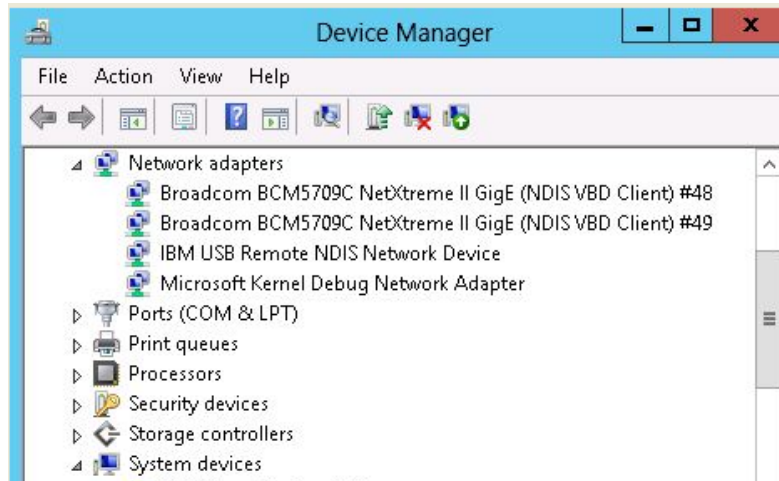 Device Manager
File Action View Help
Network adapters
Broadcom BCM5709C NetXtreme II GigE (NDIS VBD Client) #48
Broadcom BCM5709C NetXtreme II GigE (NDIS VBD Client) #49
IBM USB Remote NDIS Network Device
Microsoft Kernel Debug Network Adapter
Ports (COM & LPT)
Print queues
Processors
Security devices
Storage controllers
System devices